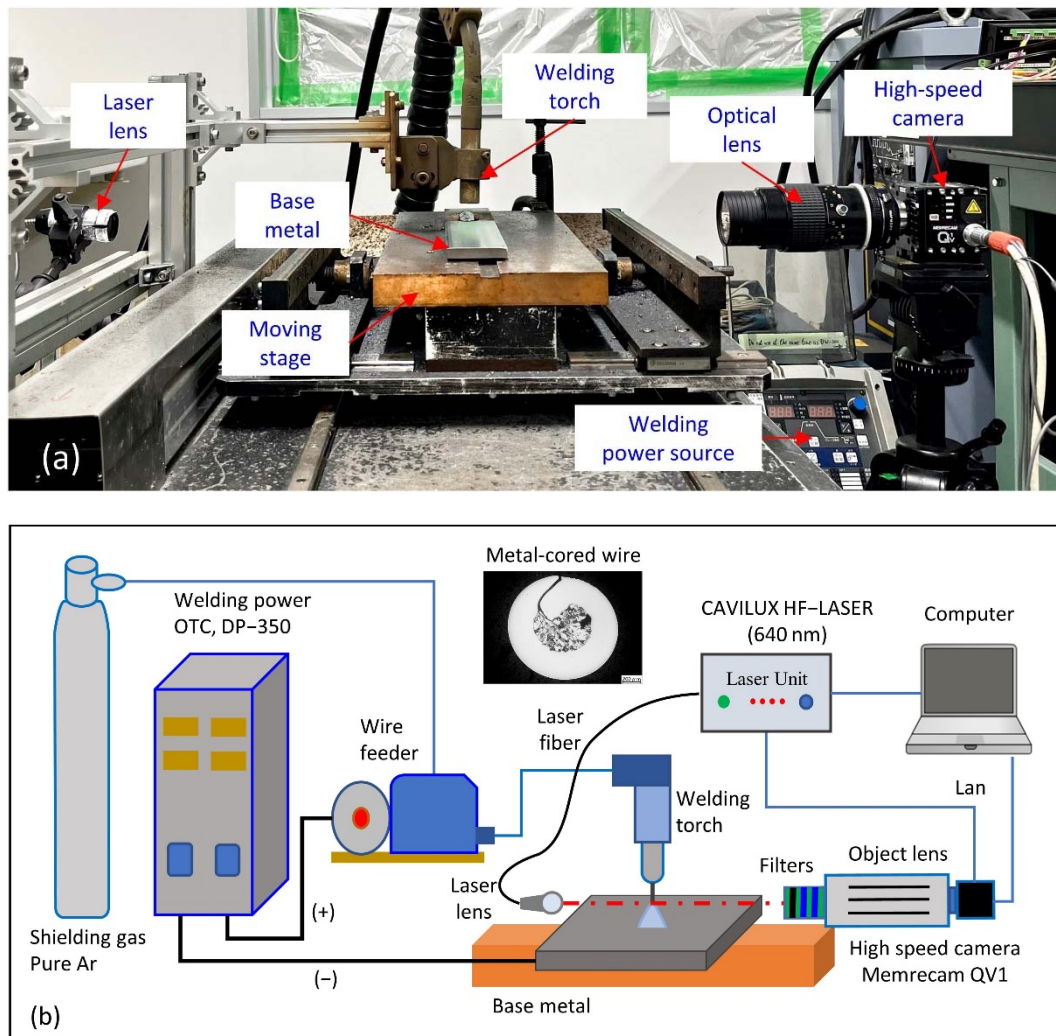 Laser
lens
Welding
torch
Optical
lens
High-speed
camera
Base
metal
Moving
stage
Welding
power source
MEMRECAM
QV
(a)
Metal-cored wire
Welding power
OTC, DP−350
CAVILUX HF−LASER
(640 nm)
Computer
Laser Unit
Wire
feeder
Laser
fiber
Welding
torch
Lan
Filters
Object lens
Laser
lens
(+)
Shielding gas
Pure Ar
(−)
High speed camera
Memrecam QV1
Base metal
(b)